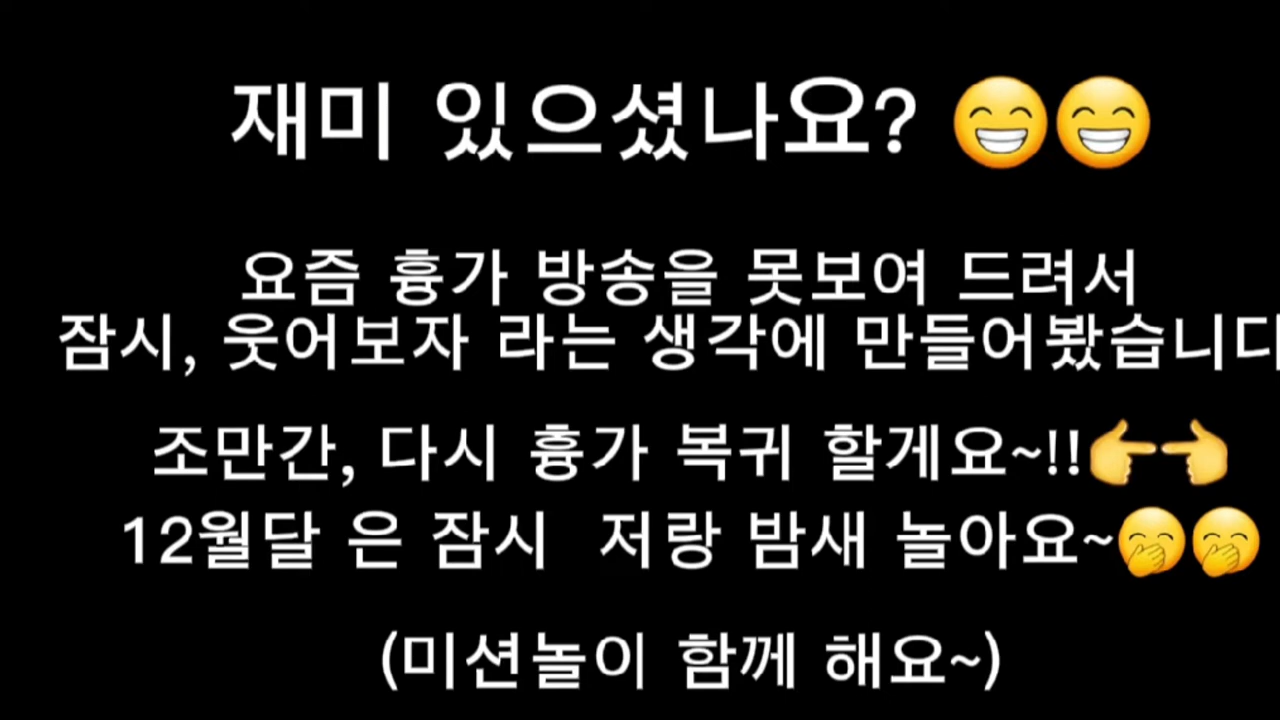 재미 있으셨나요? 😁😁
요즘 흉가 방송을 못보여 드려서
잠시, 웃어보자 라는 생각에 만들어봤습니다
조만간, 다시 흉가 복귀 할게요~!!👉👈
12월달 은 잠시 저랑 밤새 놀아요~🤭🤭
(미션놀이 함께 해요~)